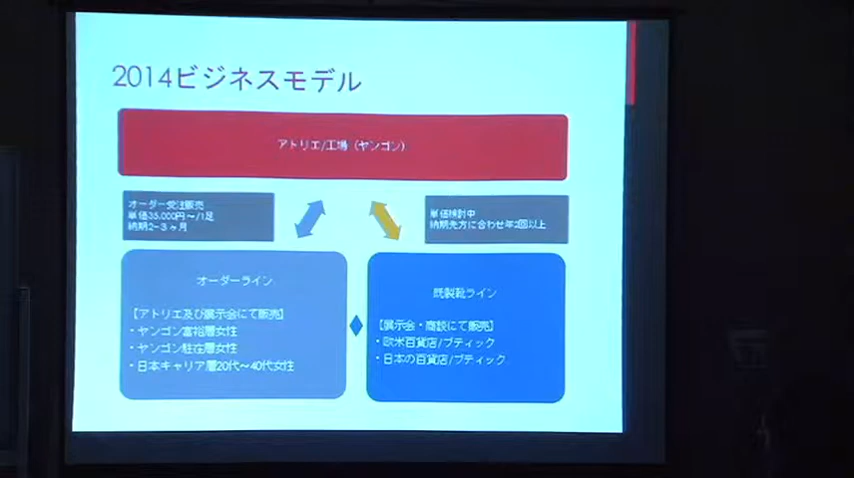 2014ビジネスモデル
アトリエ/工場（ヤンゴン）
オーダー受注販売
単価35,000円～/1足
納期2-3ヶ月
単価検討中
納期先方に合わせ年2回以上
オーダーライン
【アトリエ及び展示会にて販売】
・ヤンゴン富裕層女性
・ヤンゴン駐在層女性
・日本キャリア層20代～40代女性
既製靴ライン
【展示会・商談にて販売】
・欧米百貨店/ブティック
・日本の百貨店/ブティック